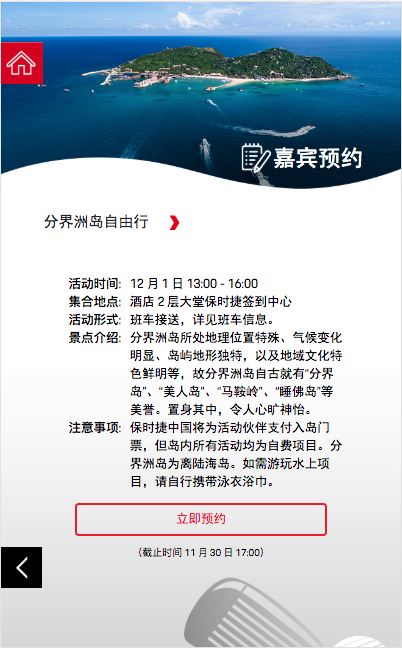 嘉宾预约
分界洲岛自由行
活动时间: 12 月 1 日 13:00 - 16:00
集合地点: 酒店 2 层大堂保时捷签到中心
活动形式: 班车接送，详见班车信息。
景点介绍: 分界洲岛所处地理位置特殊、气候变化
明显、岛屿地形独特，以及地域文化特
色鲜明等，故分界洲岛自古就有“分界
岛”、“美人岛”、“马鞍岭”、“睡佛岛”等
美誉。置身其中，令人心旷神怡。
注意事项: 保时捷中国将为活动伙伴支付入岛门
票，但岛内所有活动均为自费项目。分
界洲岛为离陆海岛。如需游玩水上项
目，请自行携带泳衣浴巾。
立即预约
（截止时间 11 月 30 日 17:00）